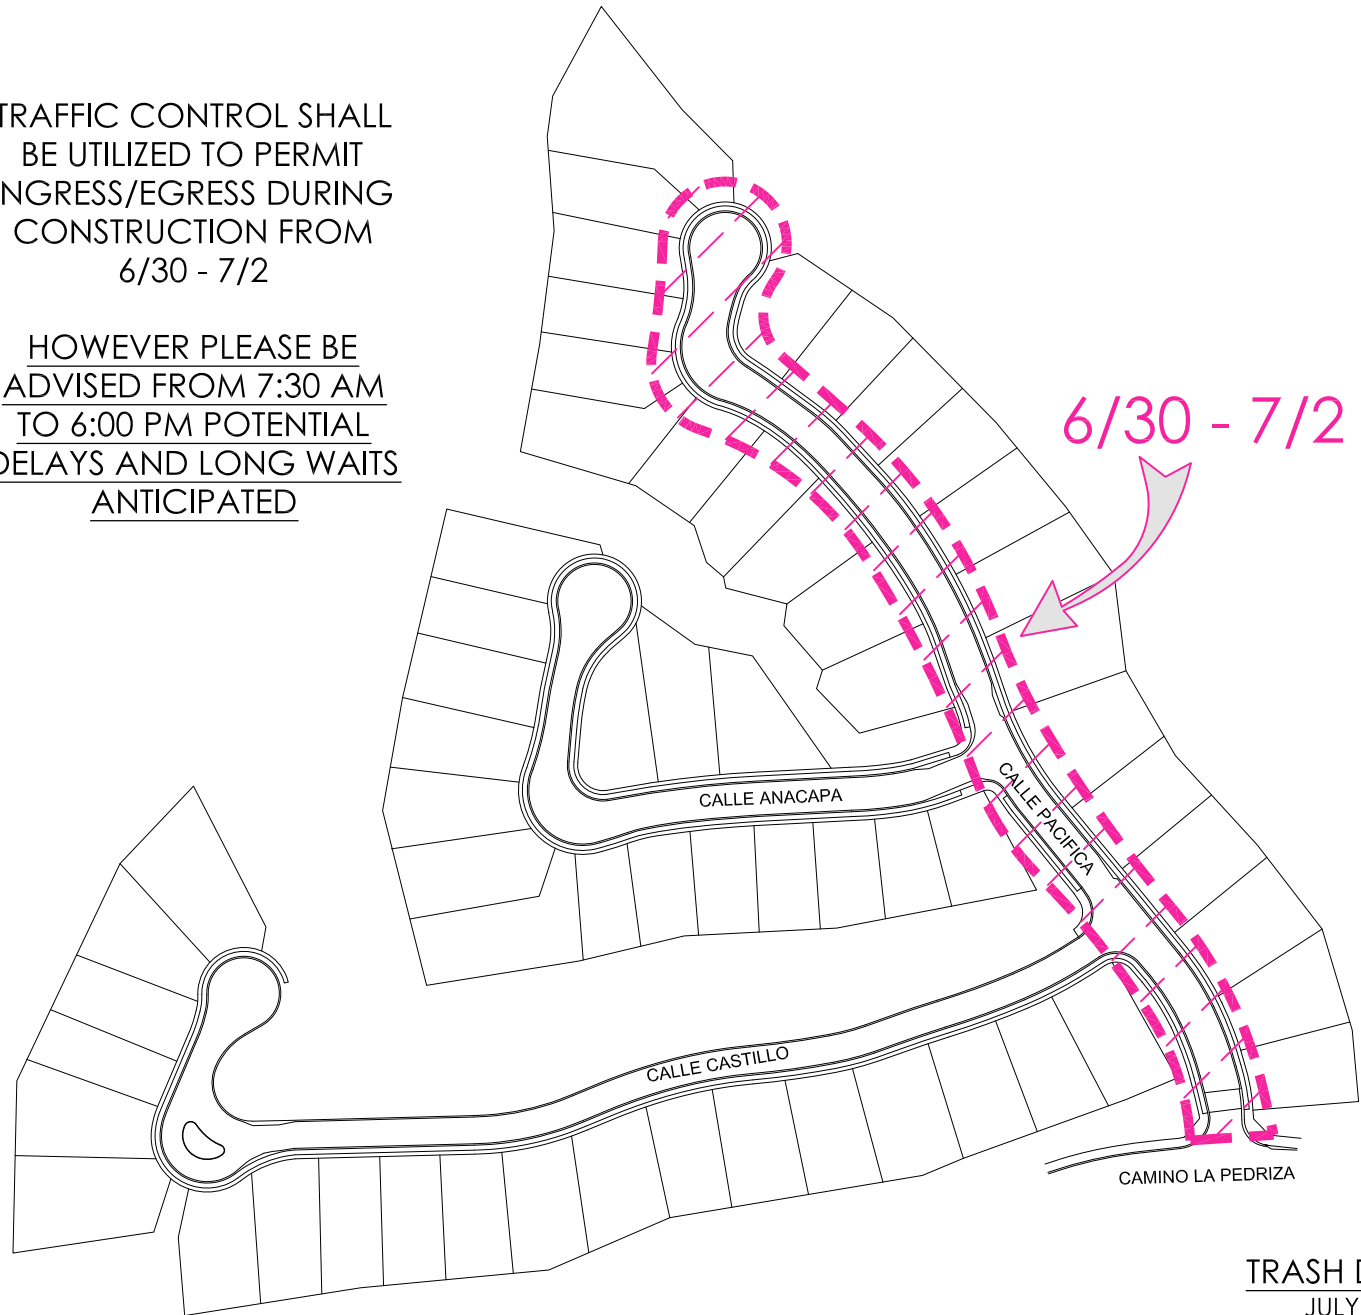 TRAFFIC CONTROL SHALL
BE UTILIZED TO PERMIT
NGRESS/EGRESS DURING
CONSTRUCTION FROM
6/30 - 7/2
HOWEVER PLEASE BE
ADVISED FROM 7:30 AM
TO 6:00 PM POTENTIAL
DELAYS AND LONG WAITS
ANTICIPATED
6/30 - 7/2
CALLE ANACAPA
CALLE PACIFICA
CALLE CASTILLO
CAMINO LA PEDRIZA
TRASH
JULY